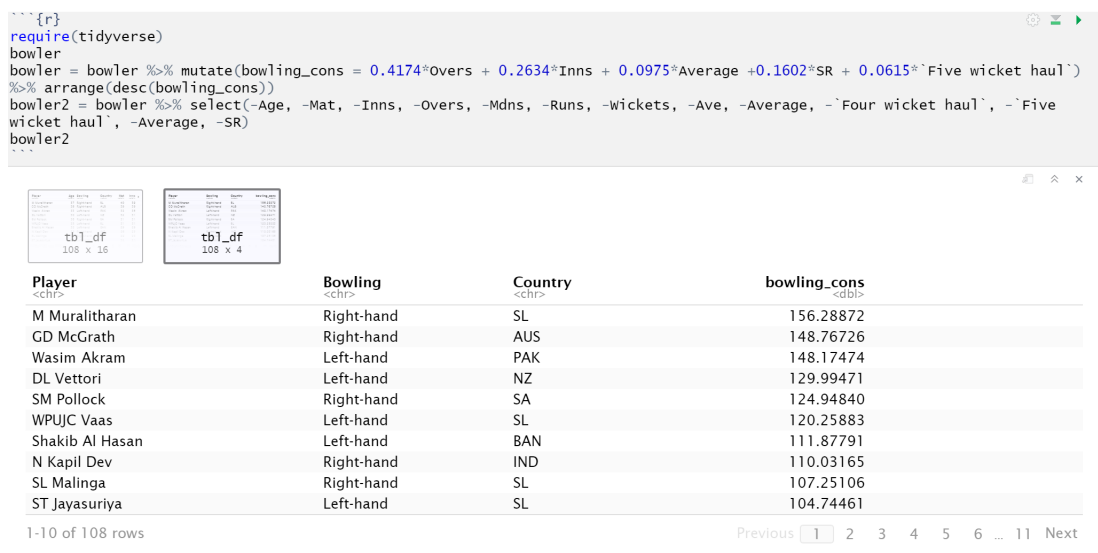 ```{r}
require(tidyverse)
bowler
bowler = bowler %>% mutate(bowling_cons = 0.4174*Overs + 0.2634*Inns + 0.0975*Average +0.1602*SR + 0.0615*`Five wicket haul`)
%>% arrange(desc(bowling_cons))
bowler2 = bowler %>% select(-Age, -Mat, -Inns, -Overs, -Mdns, -Runs, -Wickets, -Ave, -Average, -`Four wicket haul`, -`Five
wicket haul`, -Average, -SR)
bowler2
```
tbl_df tbl_df
108 x 16 108 x 4
Player Bowling Country bowling_cons
<chr> <chr> <chr> <dbl>
M Muralitharan Right-hand SL 156.28872
GD McGrath Right-hand AUS 148.76726
Wasim Akram Left-hand PAK 148.17474
DL Vettori Left-hand NZ 129.99471
SM Pollock Right-hand SA 124.94840
WPUJC Vaas Left-hand SL 120.25883
Shakib Al Hasan Left-hand BAN 111.87791
N Kapil Dev Right-hand IND 110.03165
SL Malinga Right-hand SL 107.25106
ST Jayasuriya Left-hand SL 104.74461
1-10 of 108 rows Previous 1 2 3 4 5 6 ... 11 Next